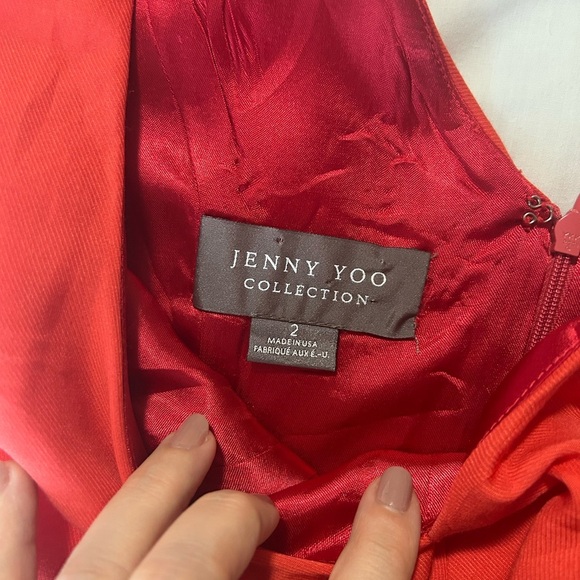 JENNY YOO
COLLECTION
2
MADE IN USA
FABRIQUÉ AUX É.-U.